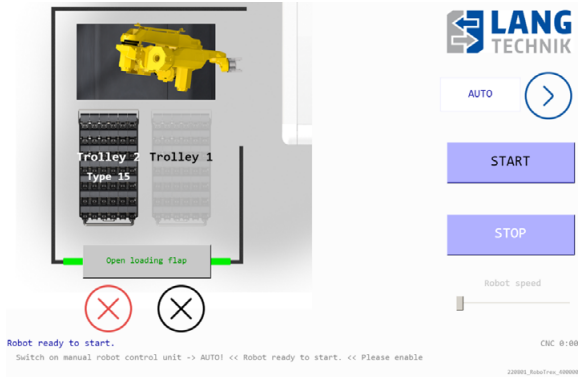 LANG
TECHNIK
AUTO
Trolley 2 Trolley 1
Type 15
START
STOP
Open loading flap
Robot speed
Robot ready to start.
CNC 0:00
Switch on manual robot control unit -> AUTO! << Robot ready to start. << Please enable